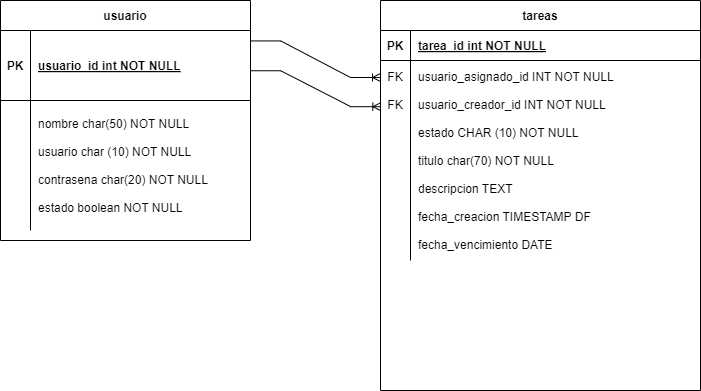 usuario
PK usuario_id int NOT NULL
nombre char(50) NOT NULL
usuario char (10) NOT NULL
contrasena char(20) NOT NULL
estado boolean NOT NULL
tareas
PK tarea_id int NOT NULL
FK usuario_asignado_id INT NOT NULL
FK usuario_creador_id INT NOT NULL
estado CHAR (10) NOT NULL
titulo char(70) NOT NULL
descripcion TEXT
fecha_creacion TIMESTAMP DF
fecha_vencimiento DATE